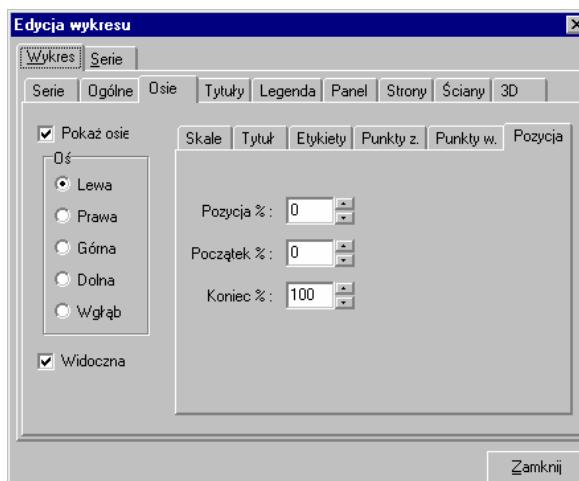 Edycja wykresu
Wykres Serie
Serie Ogólne Osie Tytuły Legenda Panel Strony Ściany 3D
Pokaż osie
Skale Tytuł Etykiety Punkty z. Punkty w. Pozycja
Oś
Lewa
Prawa
Górna
Dolna
Wgłąb
Widoczna
Pozycja %: 0
Początek %: 0
Koniec %: 100
Zamknij